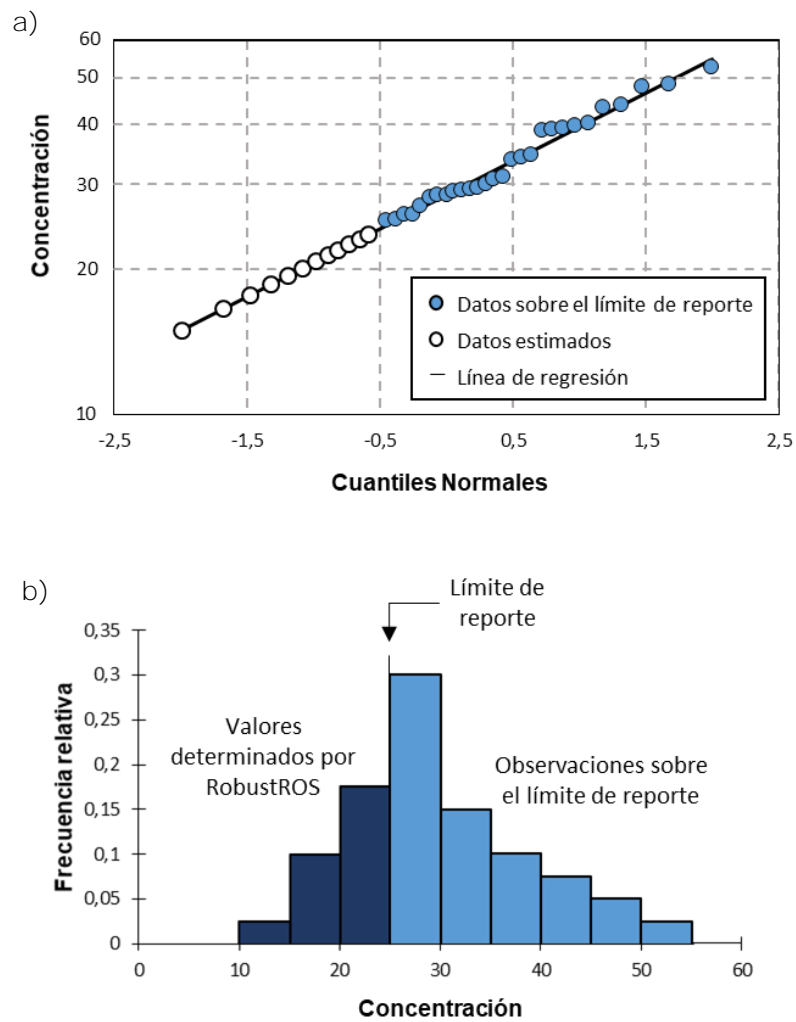 a)
60
50
40
30
20
10
Concentración
Datos sobre el límite de reporte
Datos estimados
Línea de regresión
-2,5 -1,5 -0,5 0,5 1,5 2,5
Cuantiles Normales
b)
Límite de
reporte
0,35
0,3
0,25
0,2
0,15
0,1
0,05
0
Frecuencia relativa
Valores
determinados por
RobustROS
Observaciones sobre
el límite de reporte
0 10 20 30 40 50 60
Concentración